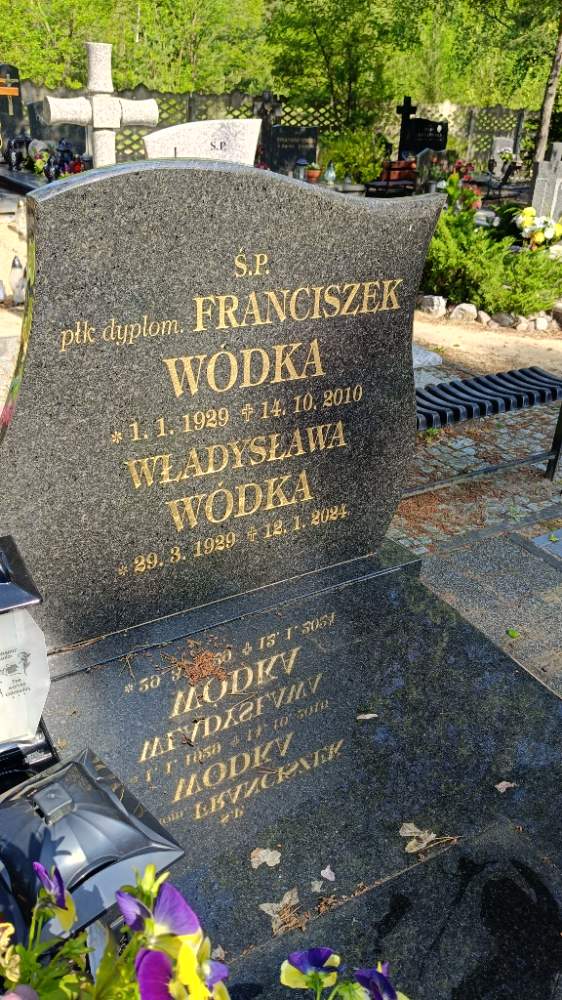 Ś.P.
Ś.P.
płk dyplom. FRANCISZEK
WÓDKA
* 1. 1. 1929 ✞ 14. 10. 2010
WŁADYSŁAWA
WÓDKA
* 29. 3. 1929 ✞ 12. 1. 2024